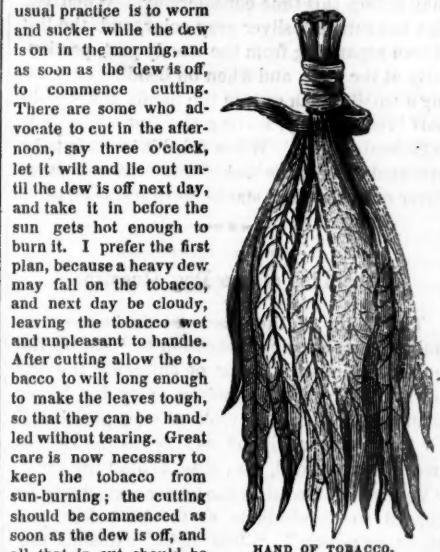 usual practice is to worm
and sucker while the dew
is on in the morning, and
as soon as the dew is off,
to commence cutting.
There are some who ad-
vocate to cut in the after-
noon, say three o'clock,
let it wilt and lie out un-
til the dew is off next day,
and take it in before the
sun gets hot enough to
burn it. I prefer the first
plan, because a heavy dew
may fall on the tobacco,
and next day be cloudy,
leaving the tobacco wet
and unpleasant to handle.
After cutting allow the to-
bacco to wilt long enough
to make the leaves tough,
so that they can be hand-
led without tearing. Great
care is now necessary to
keep the tobacco from
sun-burning; the cutting
should be commenced as
soon as the dew is off, and
all that is cut should be
HAND OF TOBACCO.